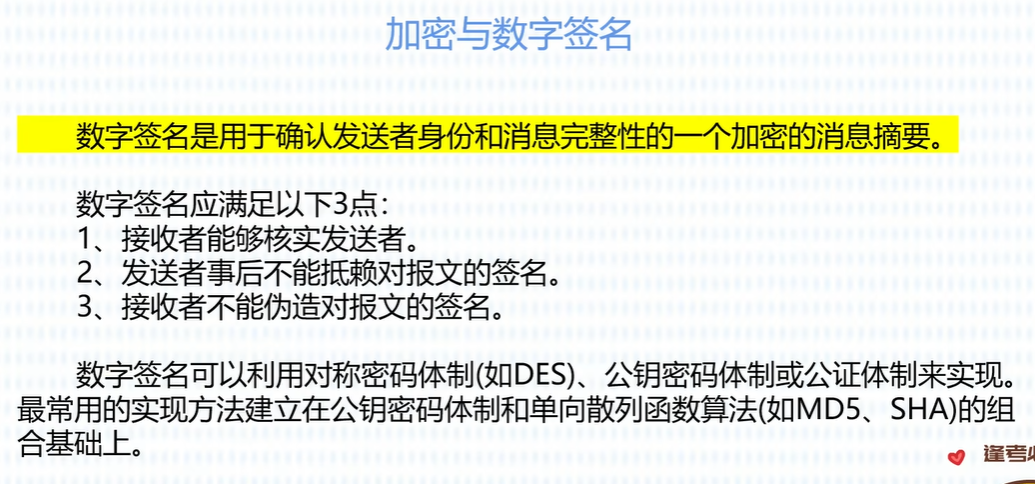 加密与数字签名
数字签名是用于确认发送者身份和消息完整性的一个加密的消息摘要。
数字签名应满足以下3点：
1、接收者能够核实发送者。
2、发送者事后不能抵赖对报文的签名。
3、接收者不能伪造对报文的签名。
数字签名可以利用对称密码体制(如DES)、公钥密码体制或公证体制来实现。
最常用的实现方法建立在公钥密码体制和单向散列函数算法(如MD5、SHA)的组
合基础上。
逢考必